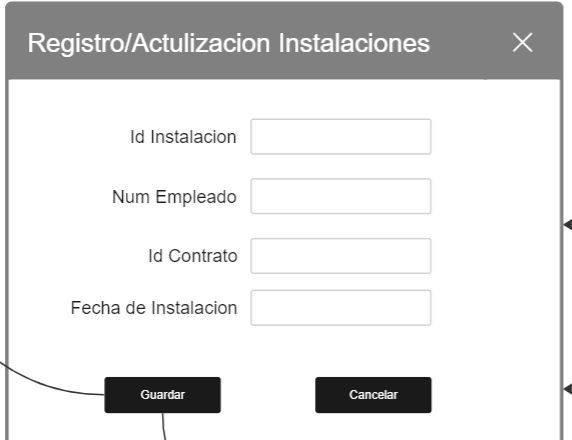 Registro/Actulizacion Instalaciones
Id Instalacion
Num Empleado
Id Contrato
Fecha de Instalacion
Guardar
Cancelar